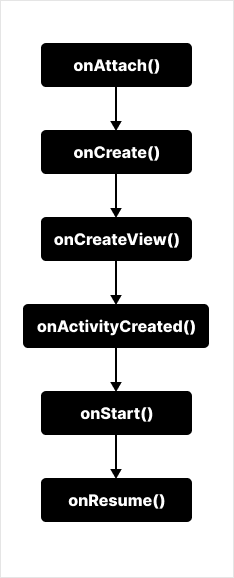 onAttach()
onCreate()
onCreateView()
onActivityCreated()
onStart()
onResume()